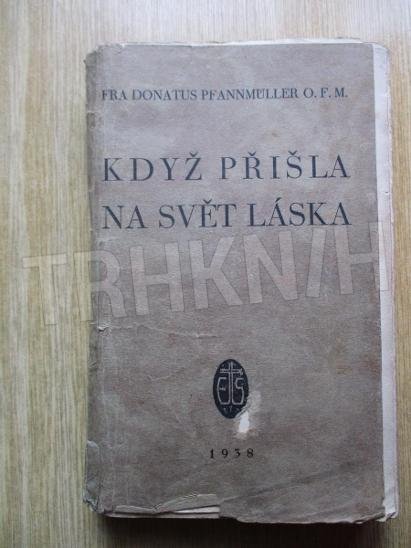 FRA DONATUS PFANNMÜLLER O. F. M.
KDYŽ PŘIŠLA
NA SVĚT LÁSKA
TRHKNIH
1938